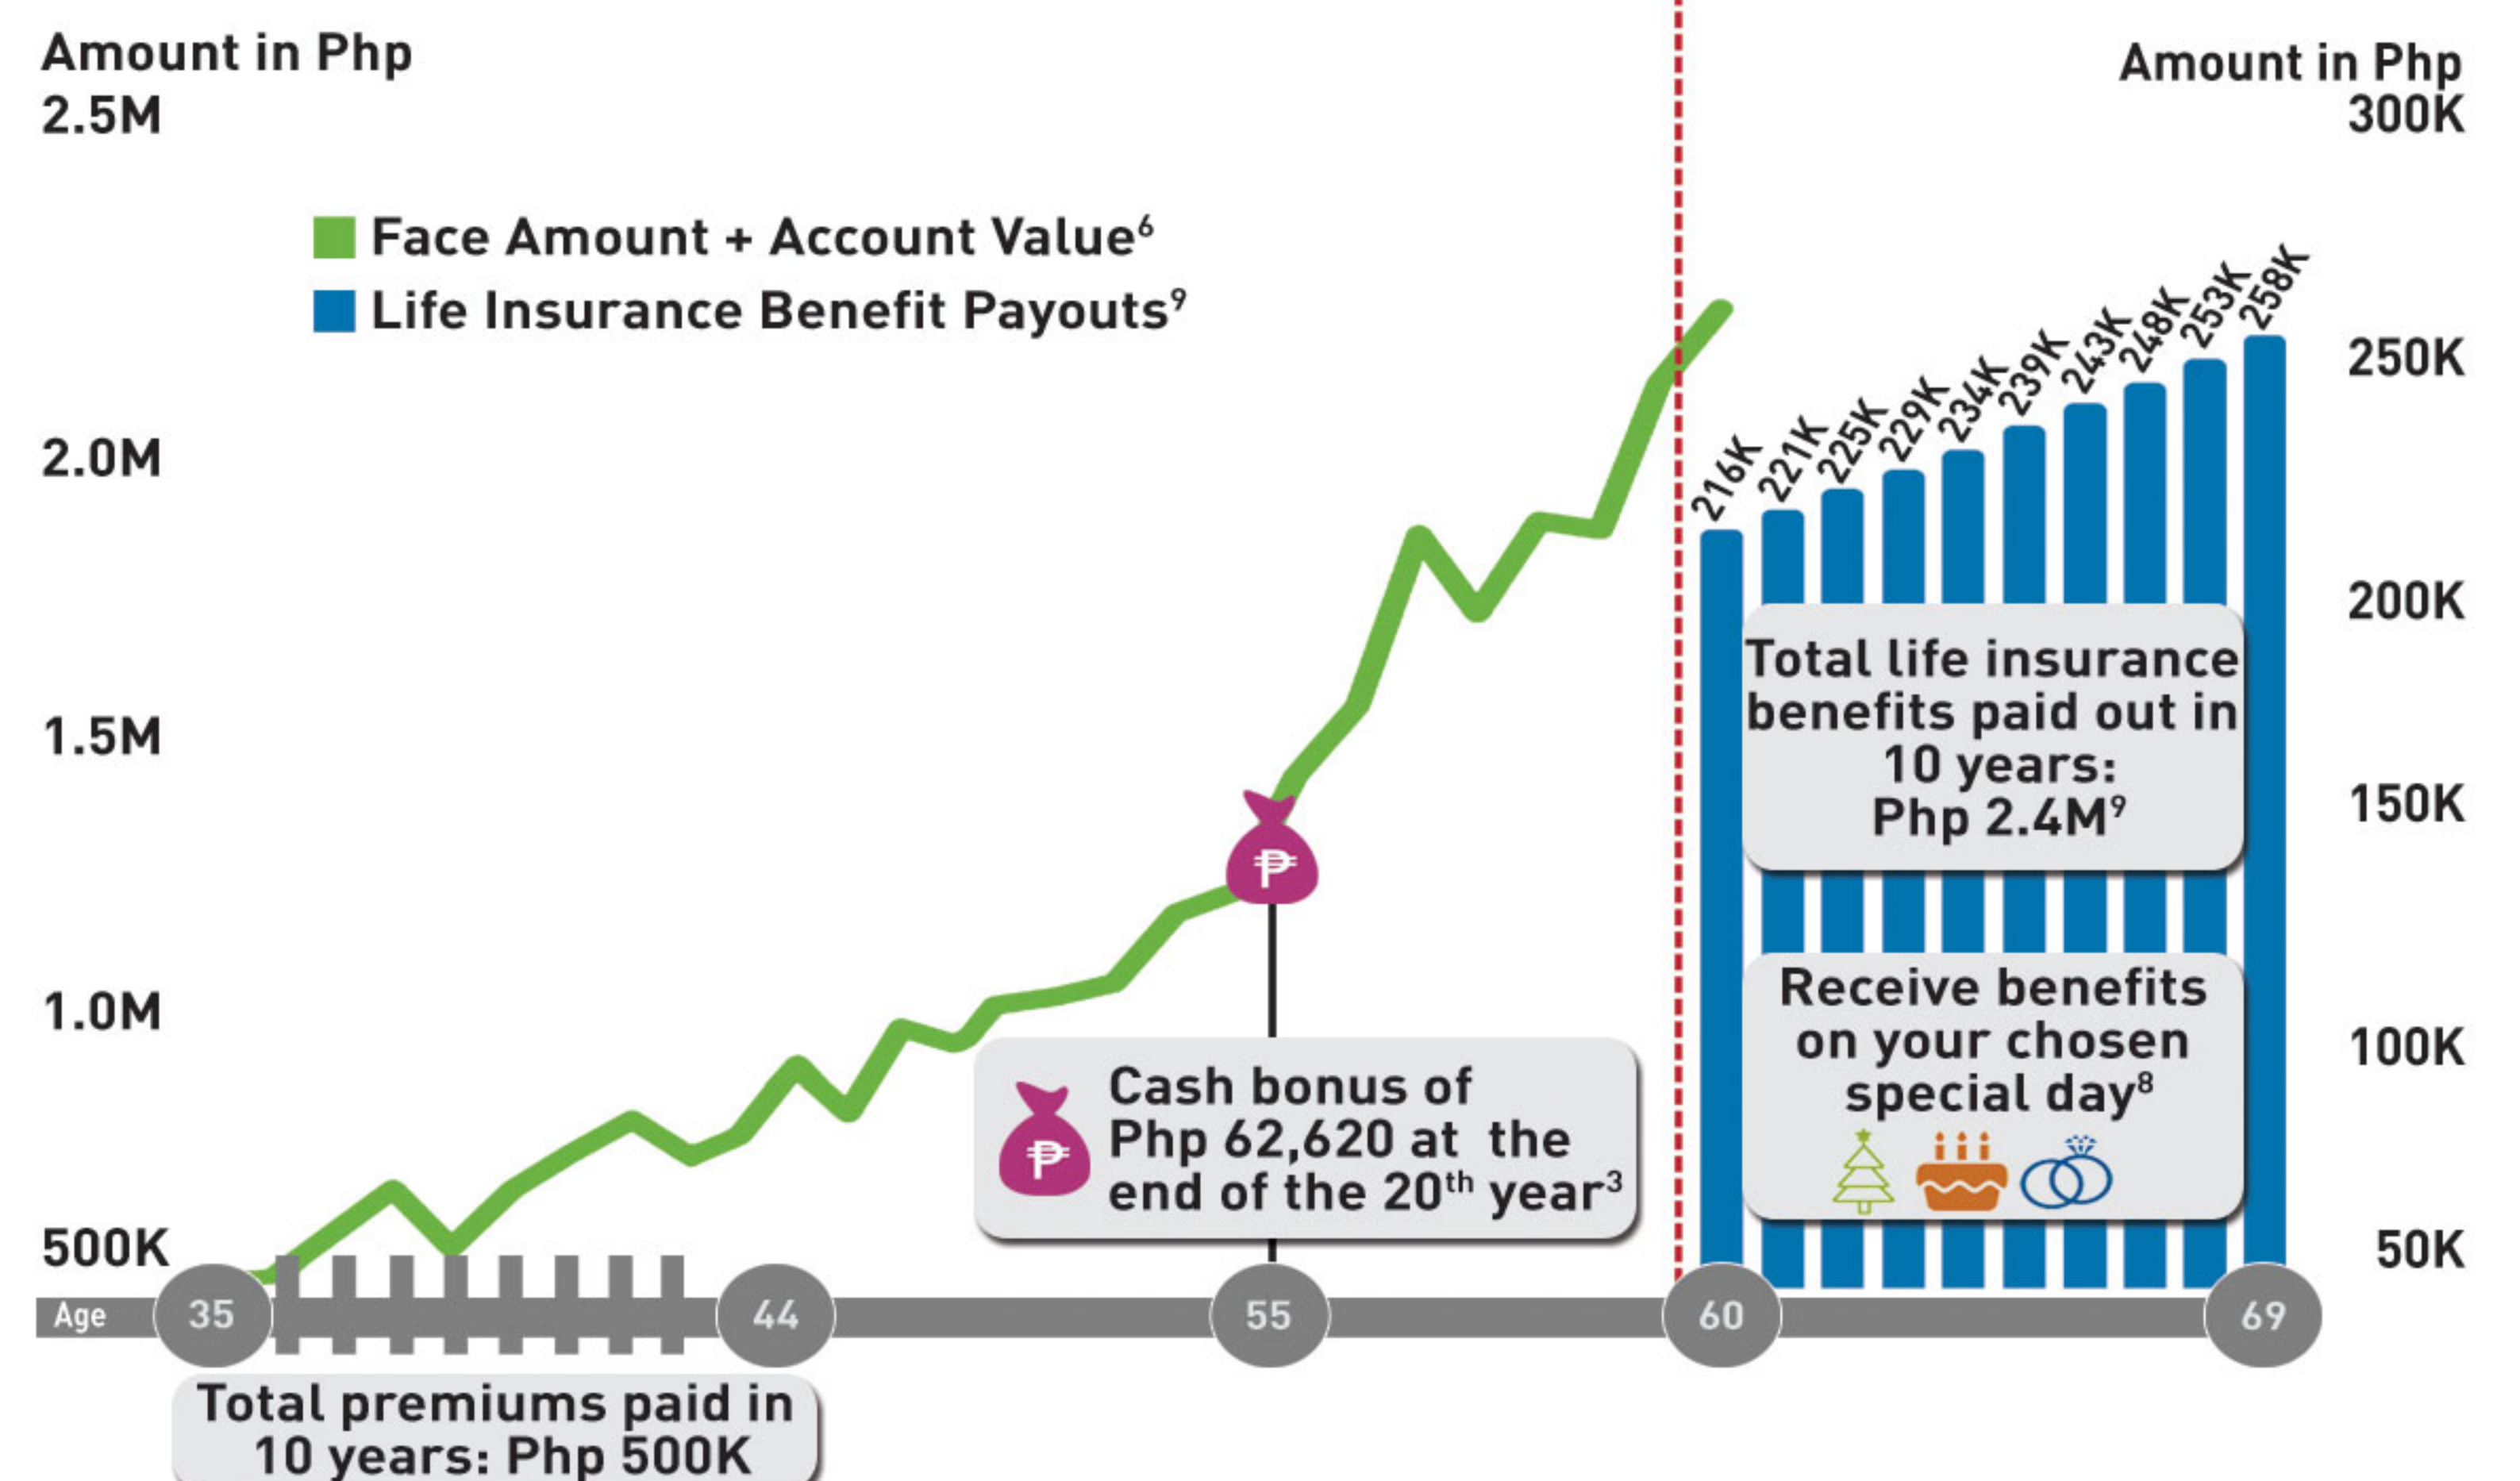 Amount in Php
2.5M
2.0M
1.5M
1.0M
500K
Face Amount + Account Value⁶
Life Insurance Benefit Payouts⁹
Amount in Php
300K
250K
200K
150K
100K
50K
216K
221K
225K
229K
234K
239K
243K
248K
253K
258K
Total life insurance
benefits paid out in
10 years:
Php 2.4M⁹
Receive benefits
on your chosen
special day⁸
₱
₱
Cash bonus of
Php 62,620 at the
end of the 20th year³
Age
35
44
55
60
69
Total premiums paid in
10 years: Php 500K